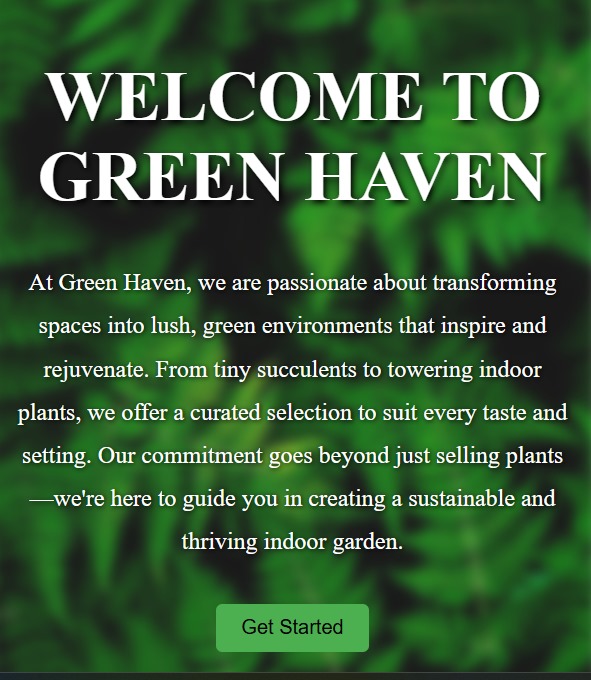 WELCOME TO
GREEN HAVEN
At Green Haven, we are passionate about transforming
spaces into lush, green environments that inspire and
rejuvenate. From tiny succulents to towering indoor
plants, we offer a curated selection to suit every taste and
setting. Our commitment goes beyond just selling plants
—we're here to guide you in creating a sustainable and
thriving indoor garden.
Get Started